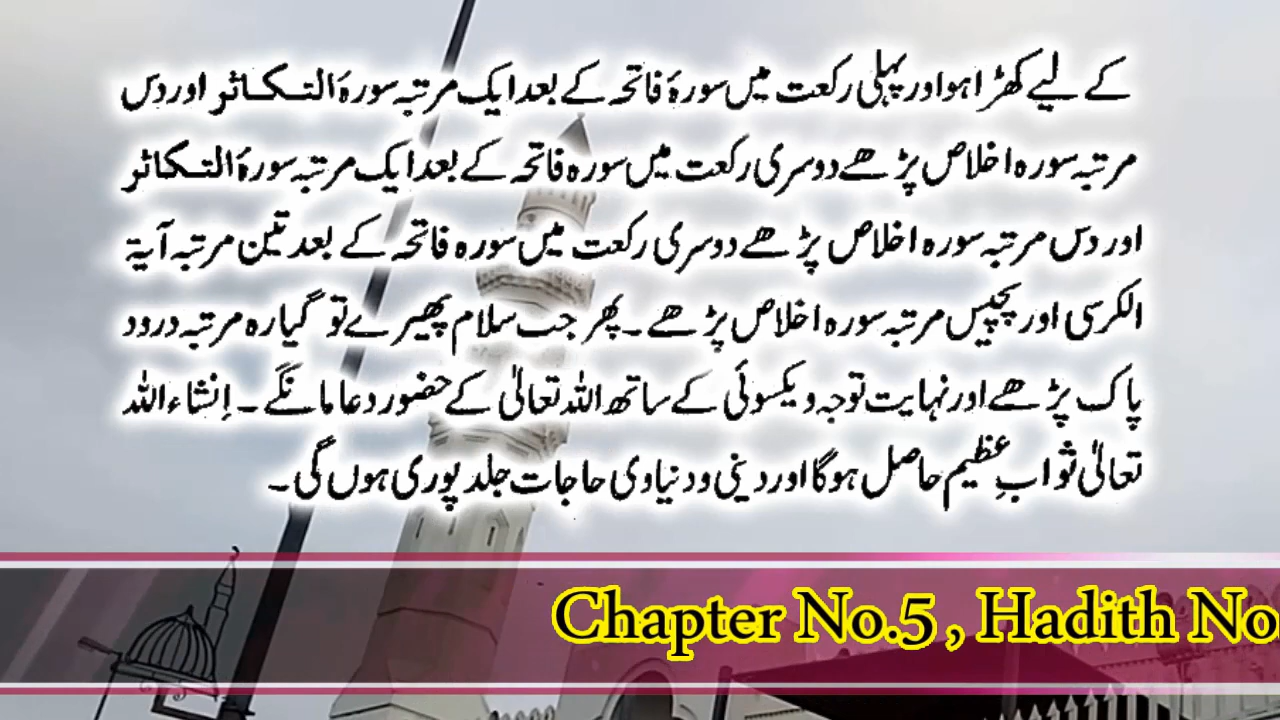 کے لیے کھڑا ہو اور پہلی رکعت میں سورۂ فاتحہ کے بعد ایک مرتبہ سورۂ التکاثر اور دس
مرتبہ سورہ اخلاص پڑھے دوسری رکعت میں سورہ فاتحہ کے بعد ایک مرتبہ سورۂ التکاثر
اور دس مرتبہ سورہ اخلاص پڑھے دوسری رکعت میں سورہ فاتحہ کے بعد تین مرتبہ آیۃ
الکرسی اور پچیس مرتبہ سورہ اخلاص پڑھے ۔ پھر جب سلام پھیرے تو گیارہ مرتبہ درود
پاک پڑھے اور نہایت توجہ و یکسوئی کے ساتھ اللہ تعالیٰ کے حضور دعا مانگے ۔ اِنشاء اللہ
تعالیٰ ثوابِ عظیم حاصل ہوگا اور دینی و دنیاوی حاجات جلد پوری ہوں گی ۔
Chapter No.5 , Hadith No